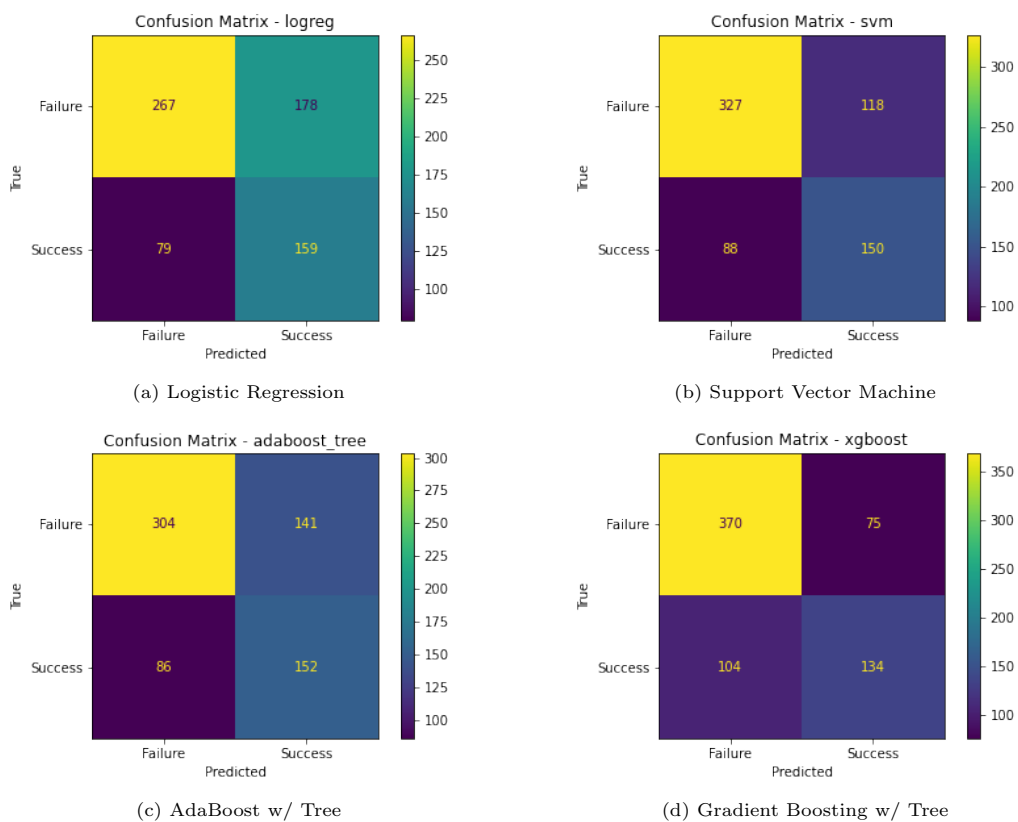 Confusion Matrix - logreg
250
225
200
175
150
125
100
Failure
Success
True
267
178
79
159
Failure
Success
Predicted
(a) Logistic Regression
Confusion Matrix - svm
300
250
200
150
100
Failure
Success
True
327
118
88
150
Failure
Success
Predicted
(b) Support Vector Machine
Confusion Matrix - adaboost_tree
300
275
250
225
200
175
150
125
100
Failure
Success
True
304
141
86
152
Failure
Success
Predicted
(c) AdaBoost w/ Tree
Confusion Matrix - xgboost
350
300
250
200
150
100
Failure
Success
True
370
75
104
134
Failure
Success
Predicted
(d) Gradient Boosting w/ Tree